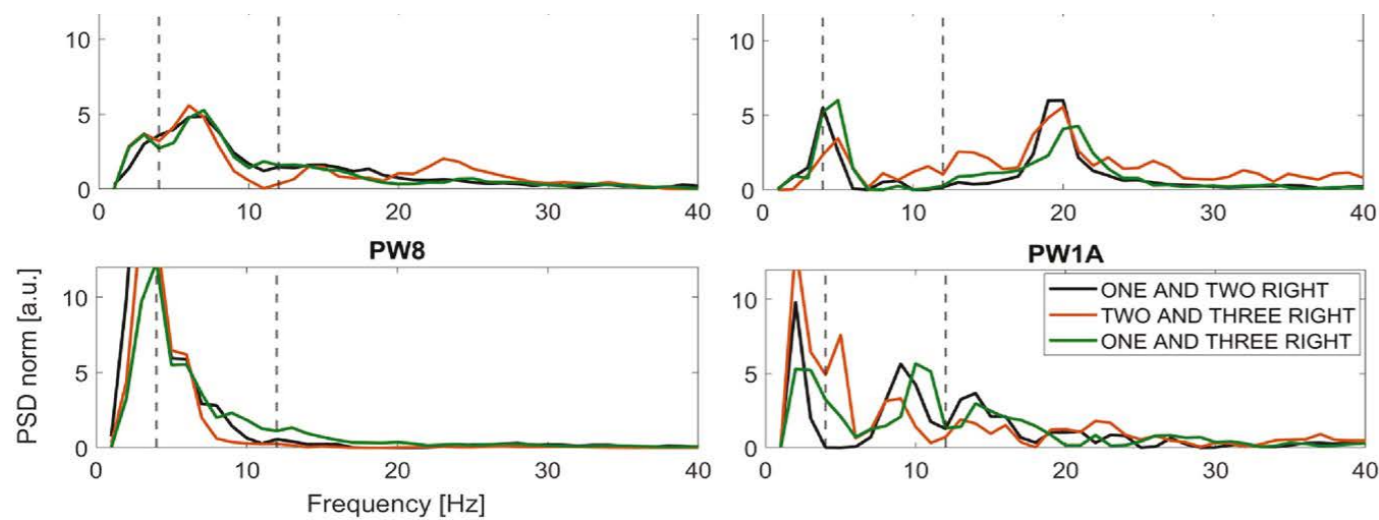 10
5
0
0 10 20 30 40
10
5
0
0 10 20 30 40
PW8
PW1A
PSD norm [a.u.]
10
5
0
0 10 20 30 40
Frequency [Hz]
10
5
0
0 10 20 30 40
ONE AND TWO RIGHT
TWO AND THREE RIGHT
ONE AND THREE RIGHT